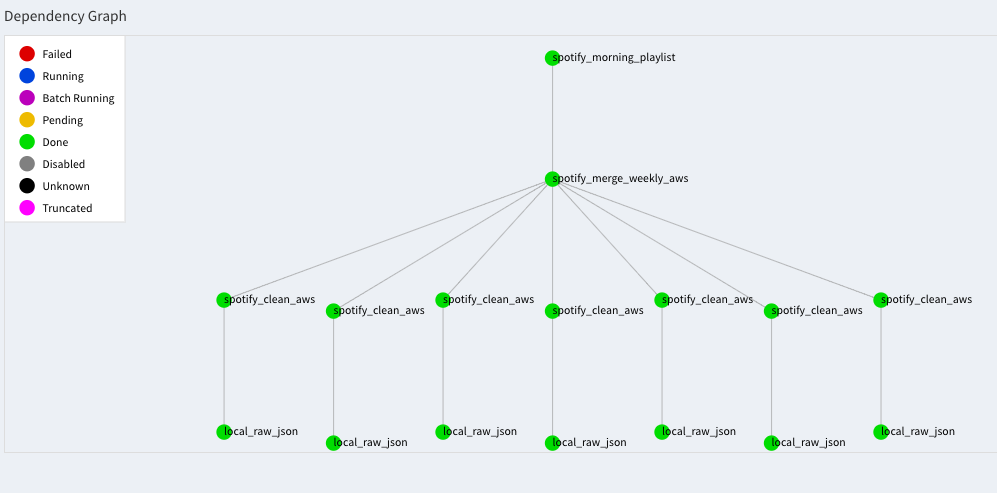 Dependency Graph
Failed
Running
Batch Running
Pending
Done
Disabled
Unknown
Truncated
spotify_morning_playlist
spotify_merge_weekly_aws
spotify_clean_aws
spotify_clean_aws
spotify_clean_aws
spotify_clean_aws
spotify_clean_aws
spotify_clean_aws
spotify_clean_aws
local_raw_json
local_raw_json
local_raw_json
local_raw_json
local_raw_json
local_raw_json
local_raw_json